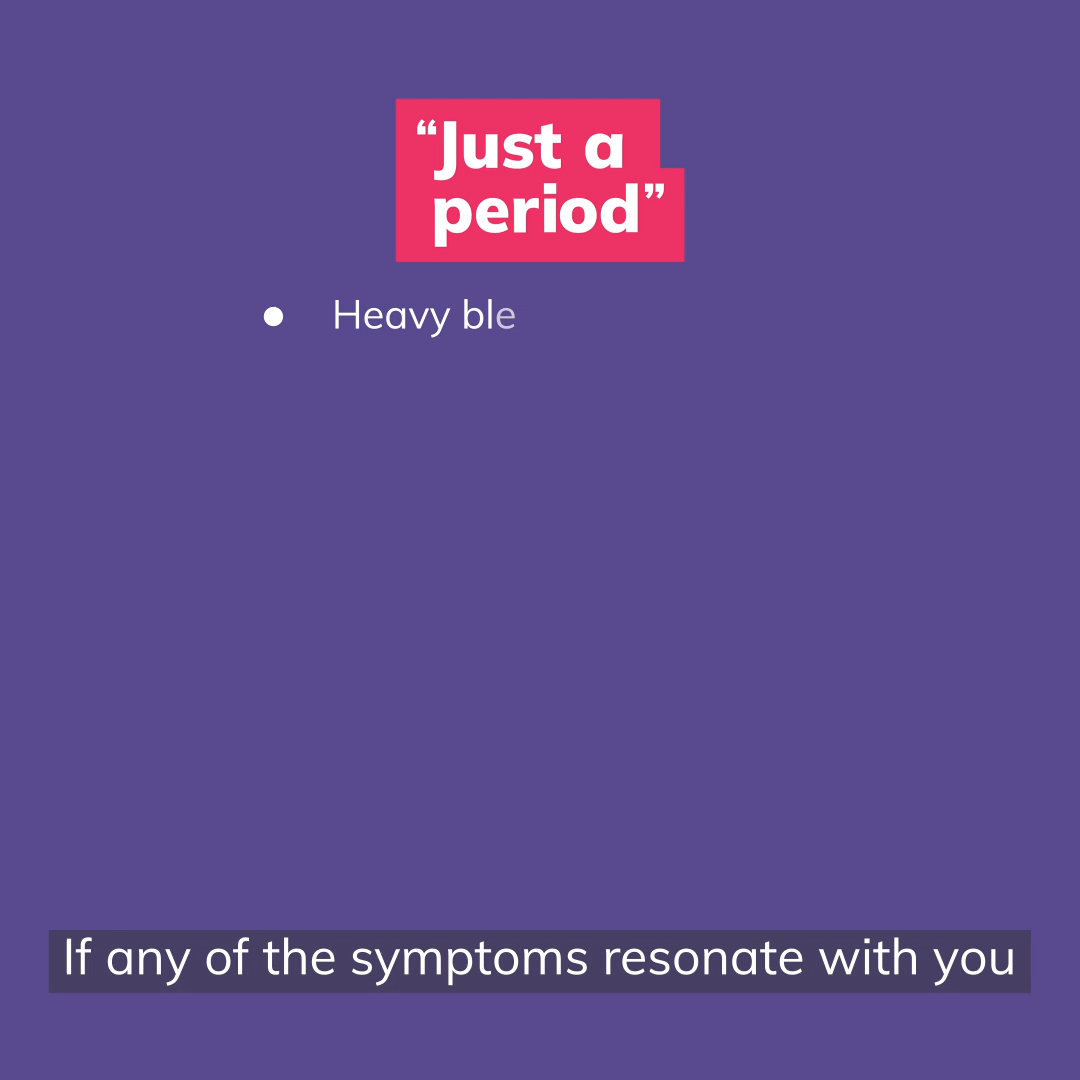 “Just a
period”
● Heavy ble
If any of the symptoms resonate with you